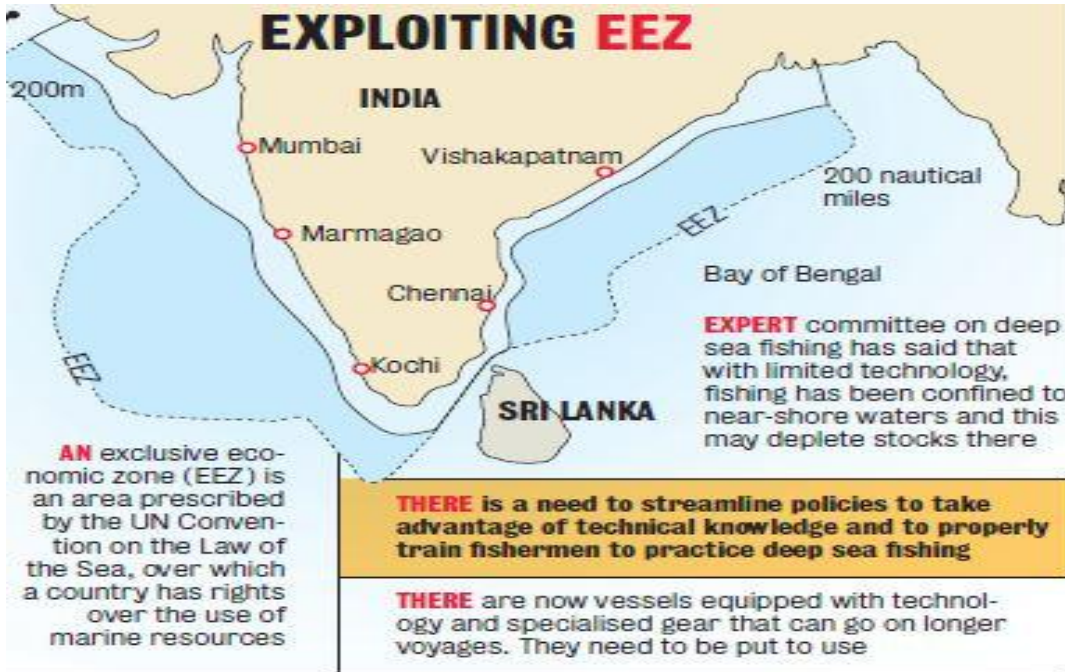 EXPLOITING EEZ
200m
INDIA
Mumbai
Vishakapatnam
200 nautical
miles
EEZ
Marmagao
Bay of Bengal
Chennai
EEZ
Kochi
SRI LANKA
EXPERT committee on deep
sea fishing has said that
with limited technology,
fishing has been confined to
near-shore waters and this
may deplete stocks there
AN exclusive eco-
nomic zone (EEZ) is
an area prescribed
by the UN Conven-
tion on the Law of
the Sea, over which
a country has rights
over the use of
marine resources
THERE is a need to streamline policies to take
advantage of technical knowledge and to properly
train fishermen to practice deep sea fishing
THERE are now vessels equipped with technol-
ogy and specialised gear that can go on longer
voyages. They need to be put to use